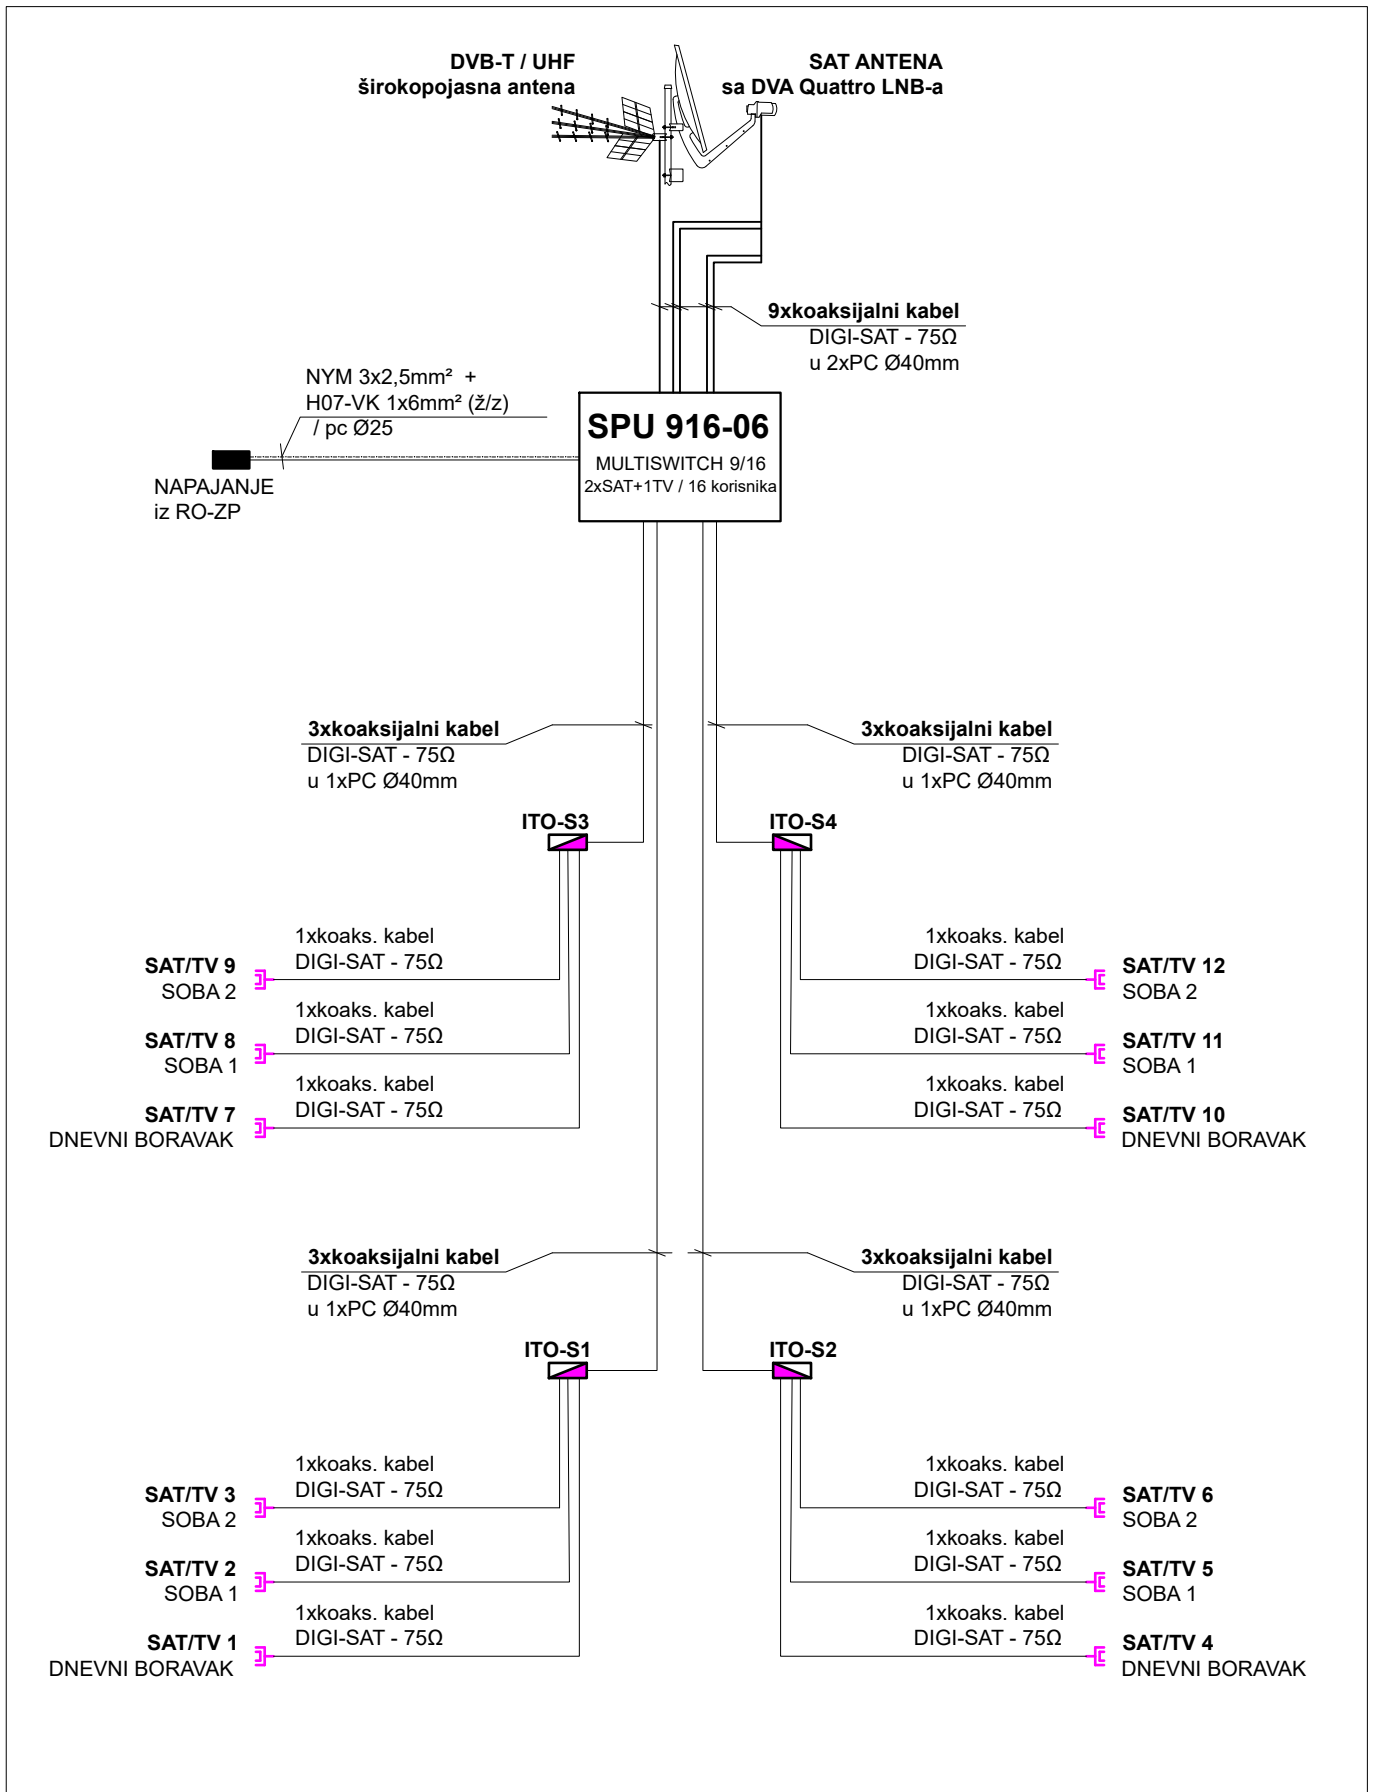 DVB-T / UHF
širokopojasna antena
SAT ANTENA
sa DVA Quattro LNB-a
9xkoaksijalni kabel
DIGI-SAT - 75Ω
u 2xPC Ø40mm
NYM 3x2,5mm² +
H07-VK 1x6mm² (ž/z)
/ pc Ø25
NAPAJANJE
iz RO-ZP
SPU 916-06
MULTISWITCH 9/16
2xSAT+1TV / 16 korisnika
3xkoaksijalni kabel
DIGI-SAT - 75Ω
u 1xPC Ø40mm
3xkoaksijalni kabel
DIGI-SAT - 75Ω
u 1xPC Ø40mm
ITO-S3
ITO-S4
1xkoaks. kabel
DIGI-SAT - 75Ω
SAT/TV 9
SOBA 2
1xkoaks. kabel
DIGI-SAT - 75Ω
SAT/TV 8
SOBA 1
1xkoaks. kabel
DIGI-SAT - 75Ω
SAT/TV 7
DNEVNI BORAVAK
1xkoaks. kabel
DIGI-SAT - 75Ω
SAT/TV 12
SOBA 2
1xkoaks. kabel
DIGI-SAT - 75Ω
SAT/TV 11
SOBA 1
1xkoaks. kabel
DIGI-SAT - 75Ω
SAT/TV 10
DNEVNI BORAVAK
3xkoaksijalni kabel
DIGI-SAT - 75Ω
u 1xPC Ø40mm
3xkoaksijalni kabel
DIGI-SAT - 75Ω
u 1xPC Ø40mm
ITO-S1
ITO-S2
1xkoaks. kabel
DIGI-SAT - 75Ω
SAT/TV 3
SOBA 2
1xkoaks. kabel
DIGI-SAT - 75Ω
SAT/TV 2
SOBA 1
1xkoaks. kabel
DIGI-SAT - 75Ω
SAT/TV 1
DNEVNI BORAVAK
1xkoaks. kabel
DIGI-SAT - 75Ω
SAT/TV 6
SOBA 2
1xkoaks. kabel
DIGI-SAT - 75Ω
SAT/TV 5
SOBA 1
1xkoaks. kabel
DIGI-SAT - 75Ω
SAT/TV 4
DNEVNI BORAVAK